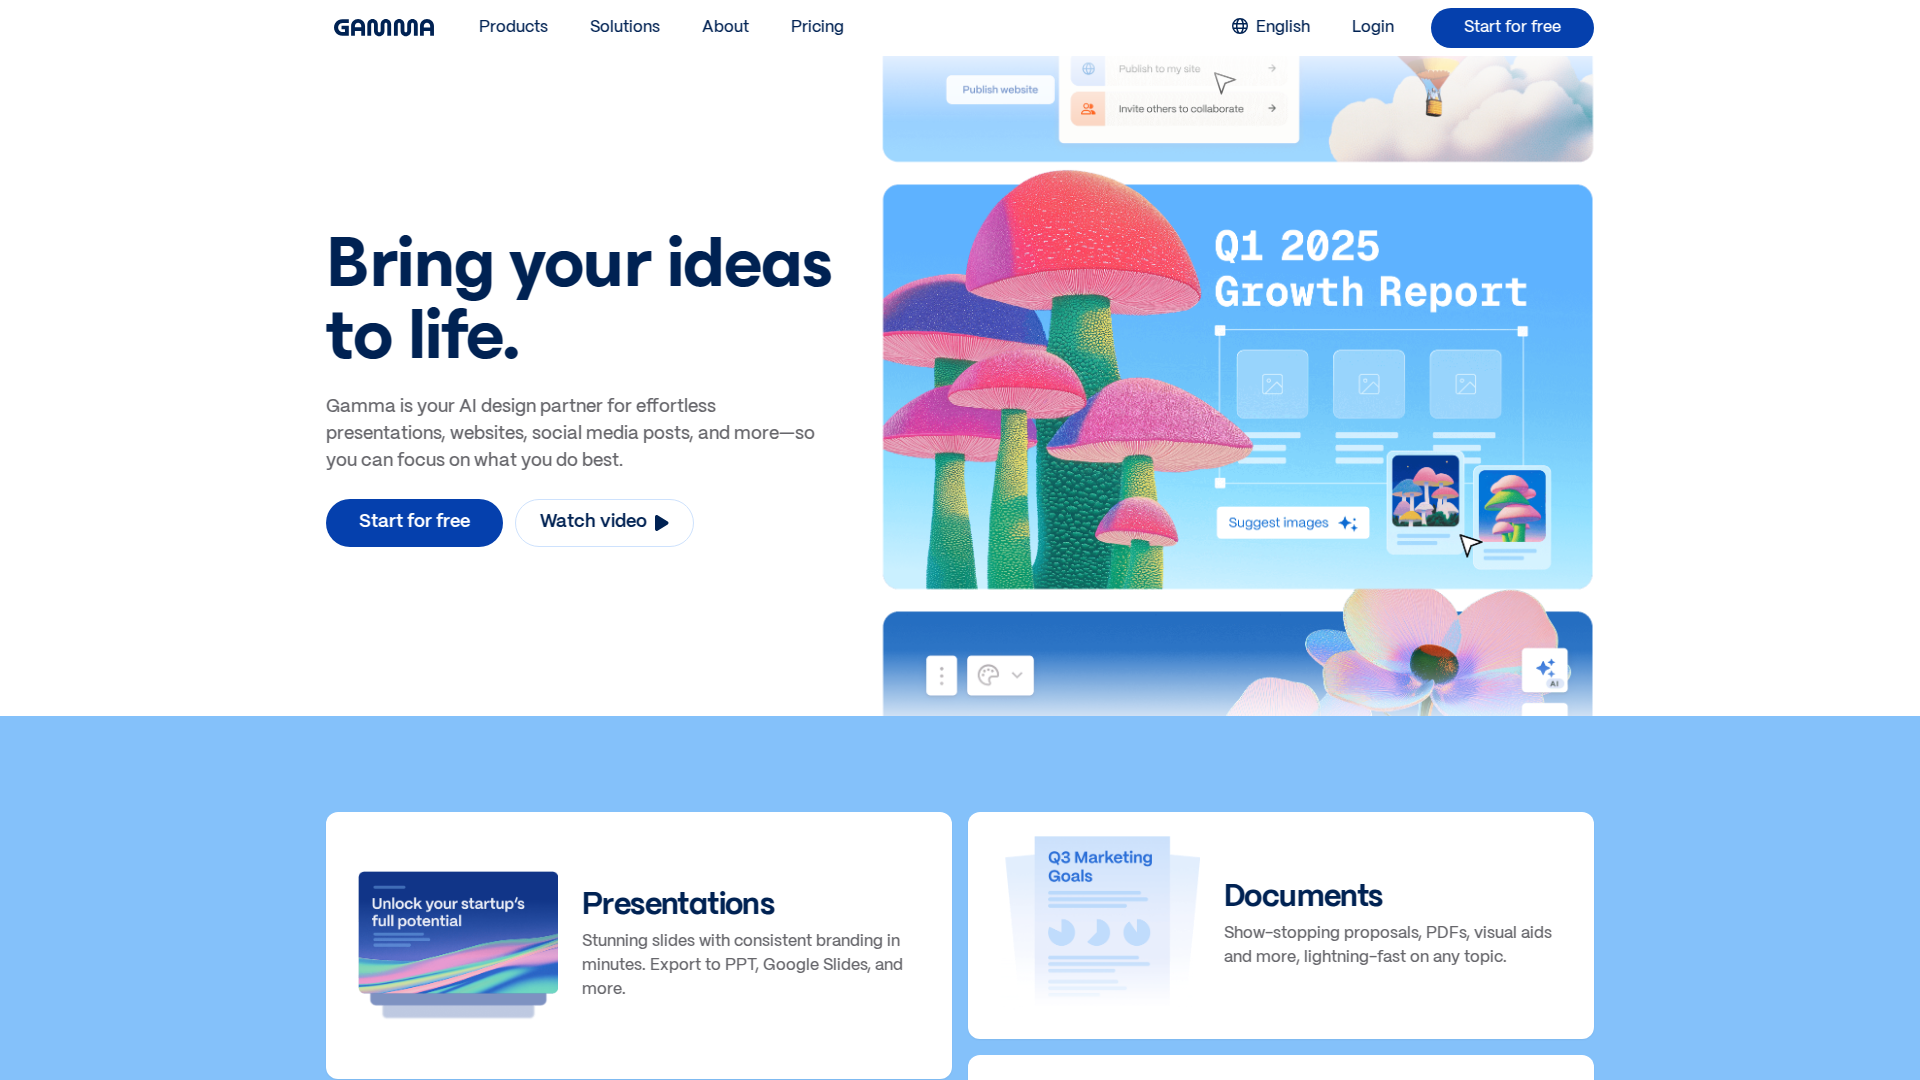 GAMMA
Products
Solutions
About
Pricing
English
Login
Start for free
Publish website
Publish to my site
Invite others to collaborate
Bring your ideas
to life.
Gamma is your AI design partner for effortless
presentations, websites, social media posts, and more—so
you can focus on what you do best.
Start for free
Watch video
Q1 2025
Growth Report
Suggest images
AI
Unlock your startup’s
full potential
Presentations
Stunning slides with consistent branding in
minutes. Export to PPT, Google Slides, and
more.
Q3 Marketing
Goals
Documents
Show-stopping proposals, PDFs, visual aids
and more, lightning-fast on any topic.